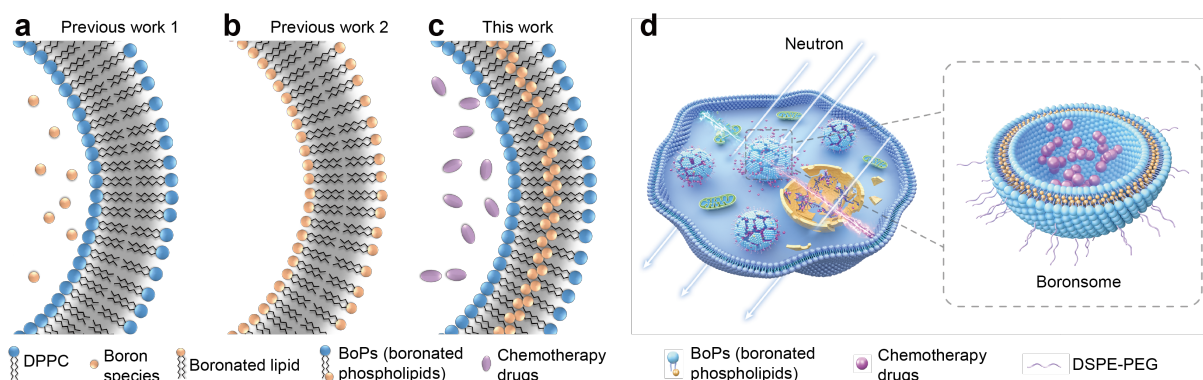 a Previous work 1
b Previous work 2
c This work
d
Neutron
Boronsome
DPPC
Boron
species
Boronated lipid
BoPs (boronated
phospholipids)
Chemotherapy
drugs
BoPs (boronated
phospholipids)
Chemotherapy
drugs
DSPE-PEG